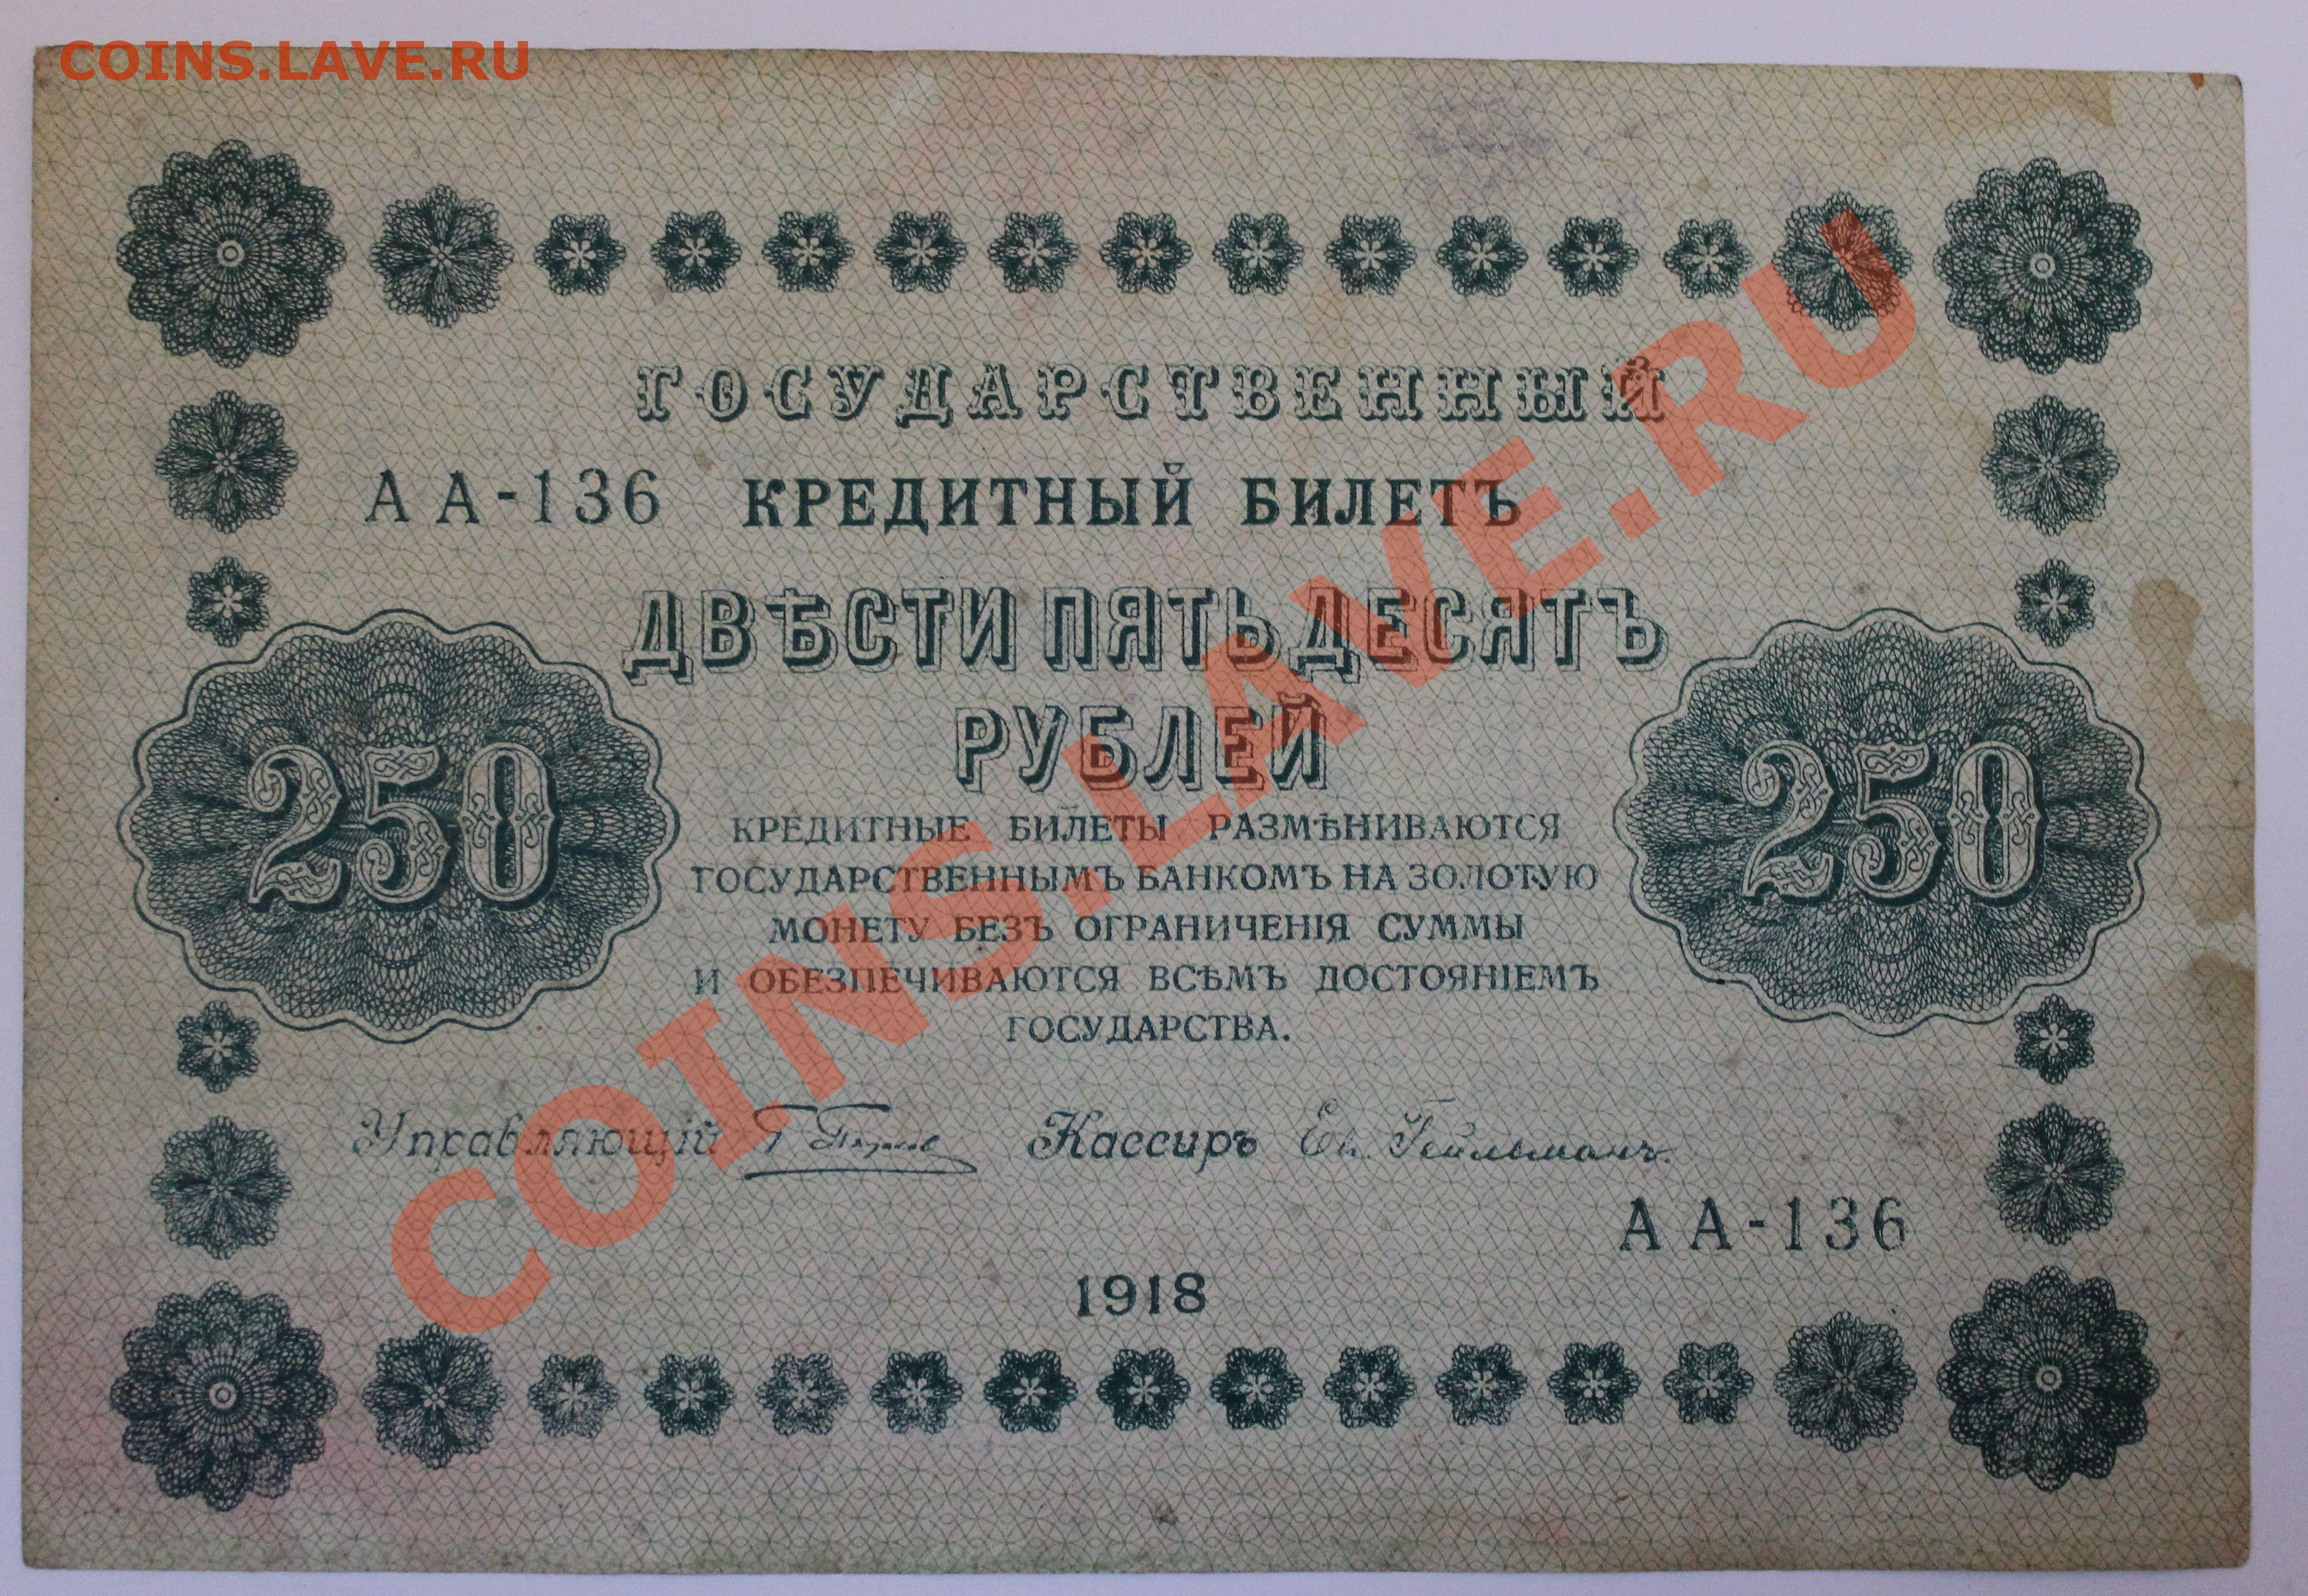 COINS.LAVE.RU
ГОСУДАРСТВЕННЫЙ
АА-136 КРЕДИТНЫЙ БИЛЕТЪ
ДВѢСТИ ПЯТЬДЕСЯТЪ
РУБЛЕЙ
250
250
КРЕДИТНЫЕ БИЛЕТЫ РАЗМѢНИВАЮТСЯ
ГОСУДАРСТВЕННЫМЪ БАНКОМЪ НА ЗОЛОТУЮ
МОНЕТУ БЕЗЪ ОГРАНИЧЕНІЯ СУММЫ
И ОБЕЗПЕЧИВАЮТСЯ ВСѢМЪ ДОСТОЯНІЕМЪ
ГОСУДАРСТВА.
Управляющій Кассиръ Гейльманъ.
АА-136
1918
COINS.LAVE.RU